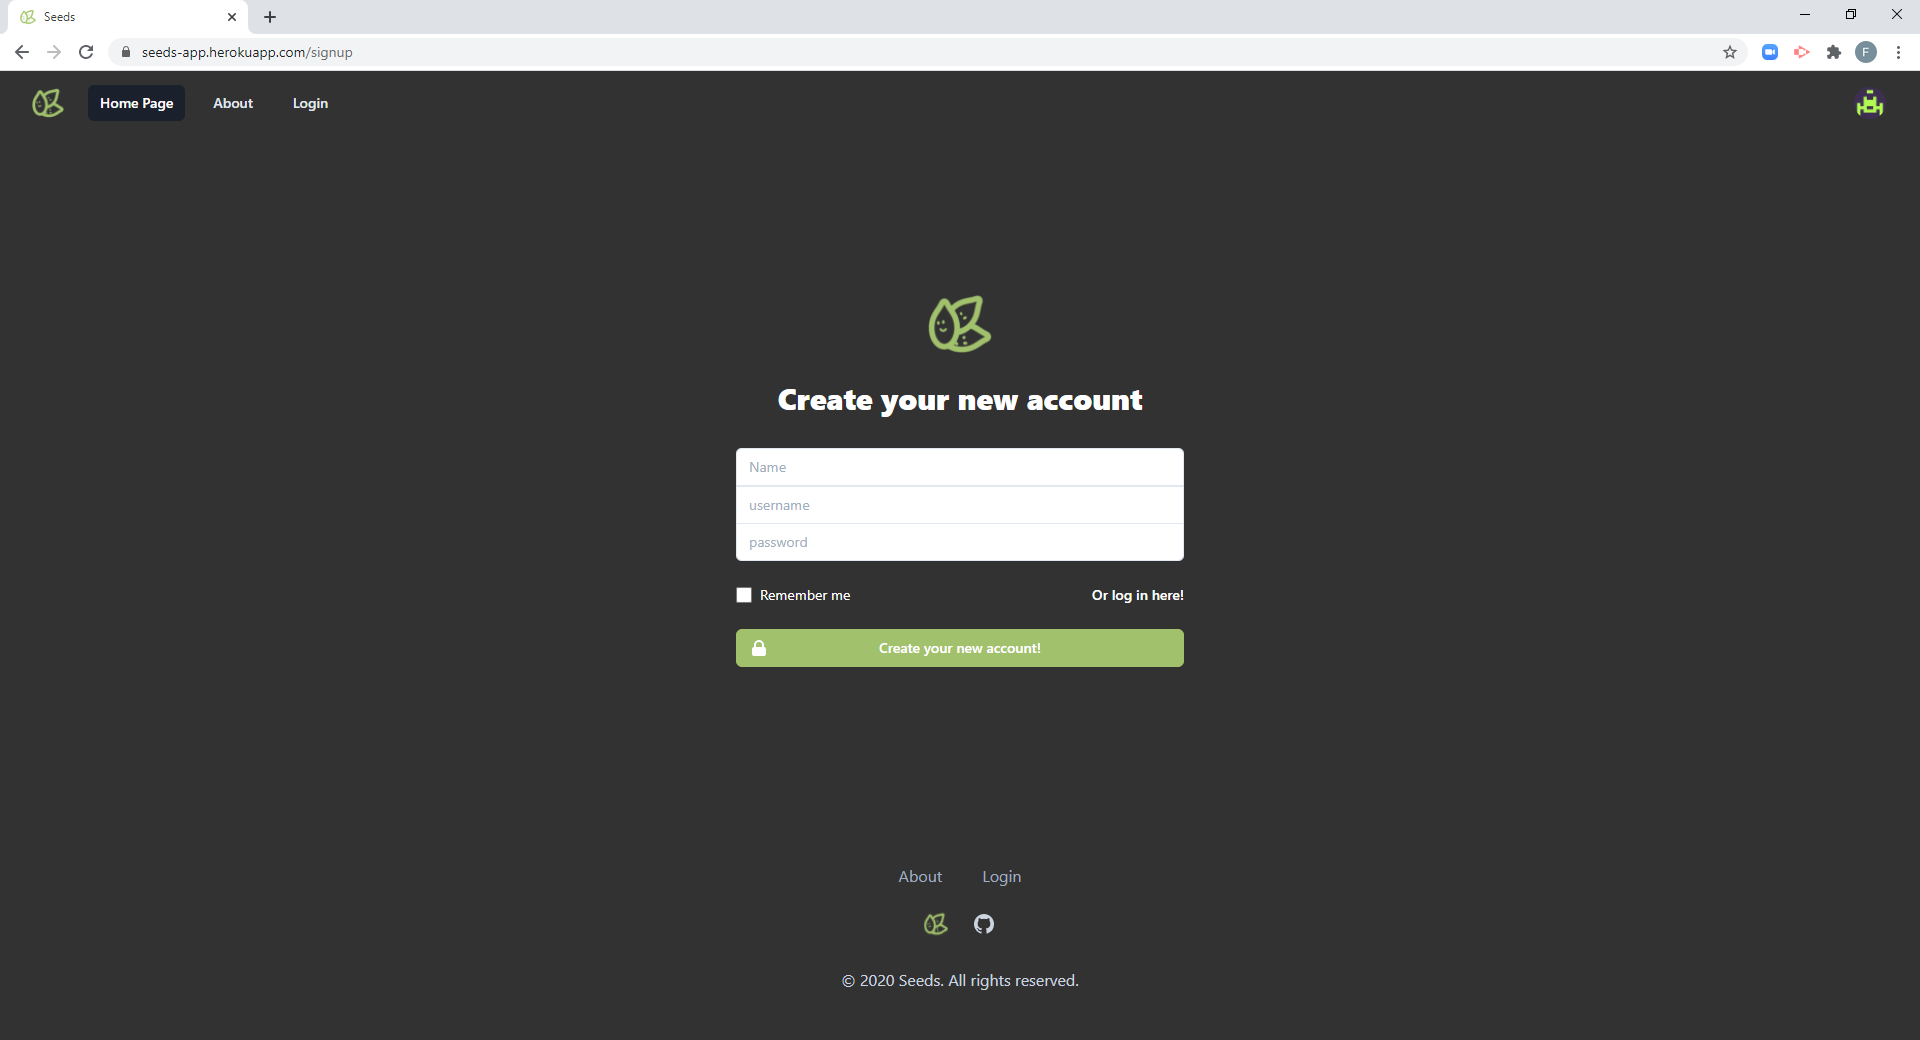 Seeds
seeds-app.herokuapp.com/signup
F
Home Page
About
Login
Create your new account
Name
username
password
Remember me
Or log in here!
Create your new account!
About
Login
© 2020 Seeds. All rights reserved.